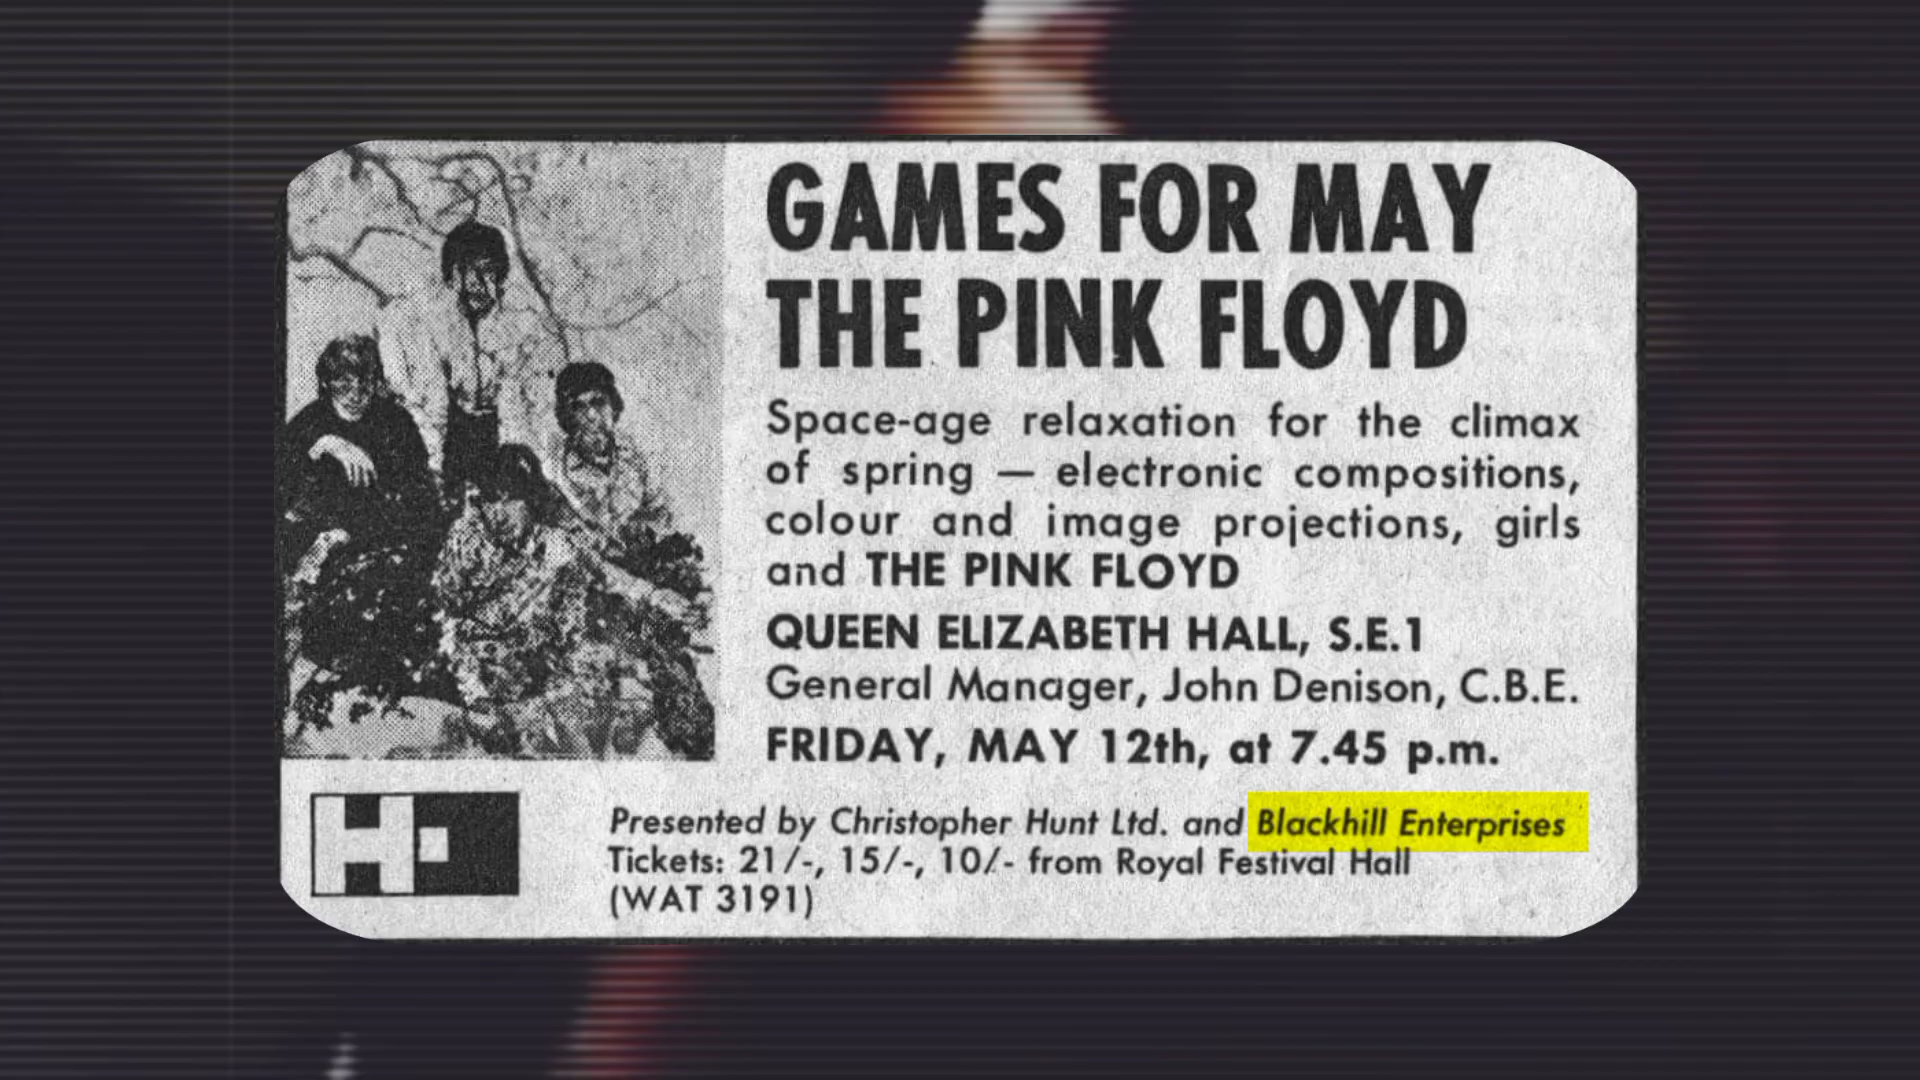 GAMES FOR MAY
THE PINK FLOYD
Space-age relaxation for the climax
of spring — electronic compositions,
colour and image projections, girls
and THE PINK FLOYD
QUEEN ELIZABETH HALL, S.E.1
General Manager, John Denison, C.B.E.
FRIDAY, MAY 12th, at 7.45 p.m.
Presented by Christopher Hunt Ltd. and Blackhill Enterprises
Tickets: 21/-, 15/-, 10/- from Royal Festival Hall
(WAT 3191)